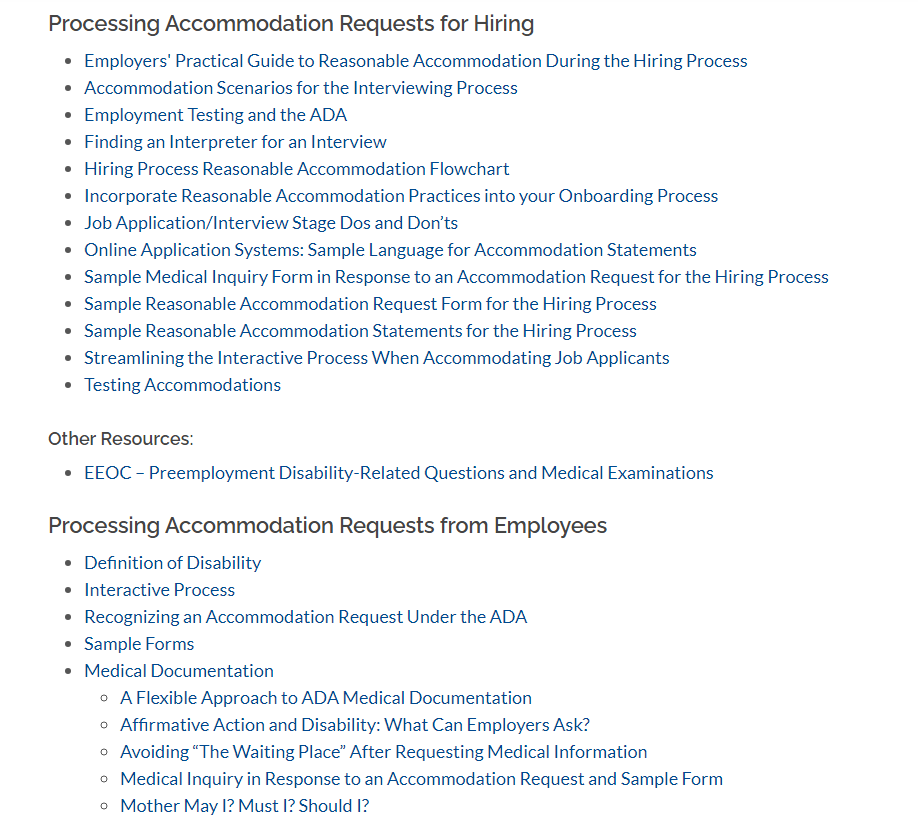 Processing Accommodation Requests for Hiring
Employers' Practical Guide to Reasonable Accommodation During the Hiring Process
Accommodation Scenarios for the Interviewing Process
Employment Testing and the ADA
Finding an Interpreter for an Interview
Hiring Process Reasonable Accommodation Flowchart
Incorporate Reasonable Accommodation Practices into your Onboarding Process
Job Application/Interview Stage Dos and Don’ts
Online Application Systems: Sample Language for Accommodation Statements
Sample Medical Inquiry Form in Response to an Accommodation Request for the Hiring Process
Sample Reasonable Accommodation Request Form for the Hiring Process
Sample Reasonable Accommodation Statements for the Hiring Process
Streamlining the Interactive Process When Accommodating Job Applicants
Testing Accommodations
Other Resources:
EEOC – Preemployment Disability-Related Questions and Medical Examinations
Processing Accommodation Requests from Employees
Definition of Disability
Interactive Process
Recognizing an Accommodation Request Under the ADA
Sample Forms
Medical Documentation
A Flexible Approach to ADA Medical Documentation
Affirmative Action and Disability: What Can Employers Ask?
Avoiding “The Waiting Place” After Requesting Medical Information
Medical Inquiry in Response to an Accommodation Request and Sample Form
Mother May I? Must I? Should I?